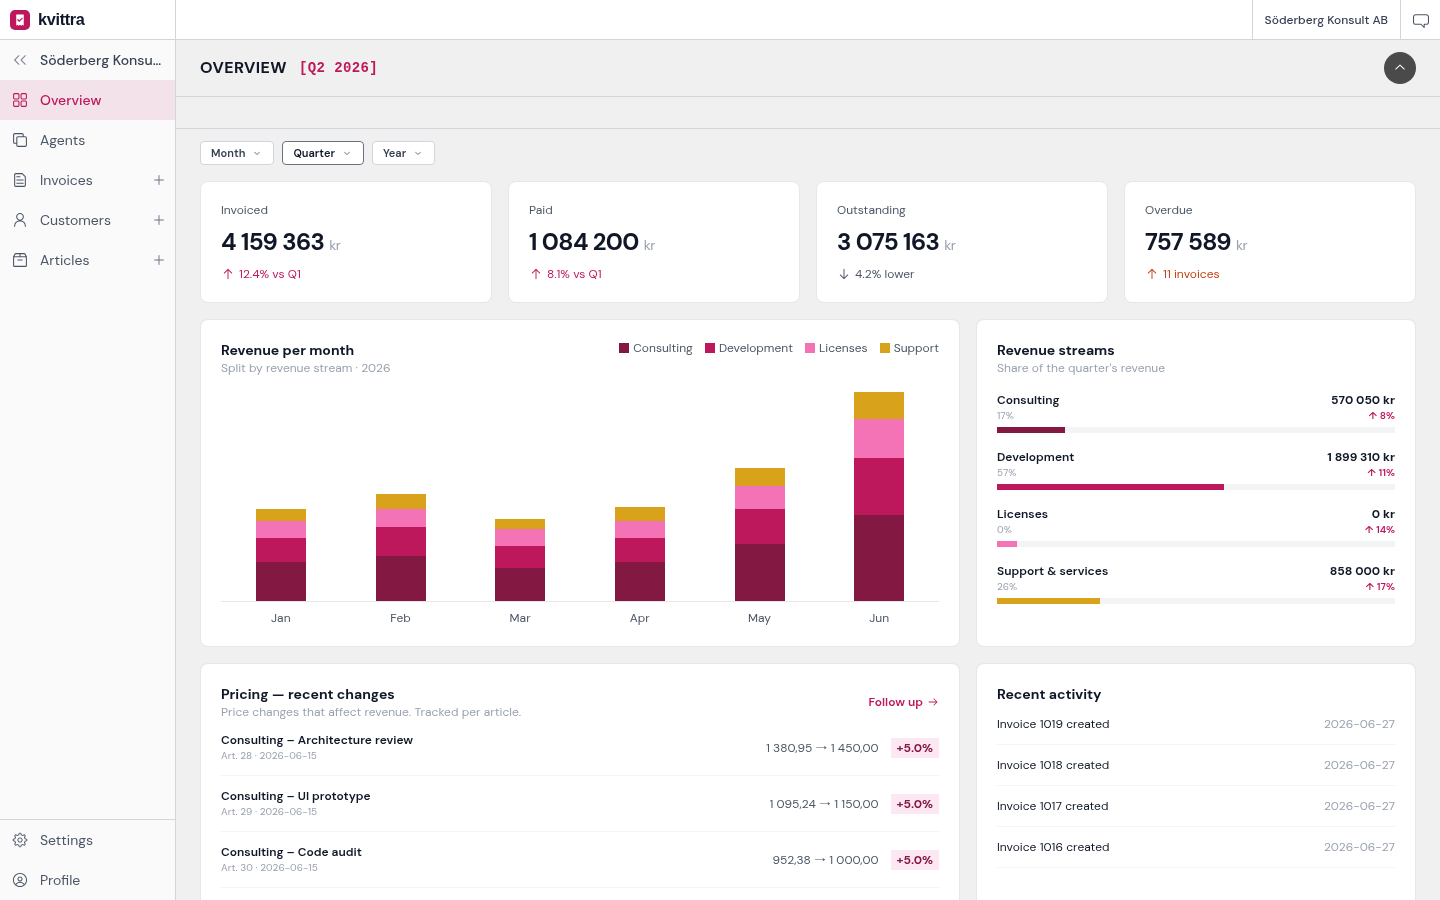 kvittra
Söderberg Konsult AB
Söderberg Konsu...
Overview
Agents
Invoices
Customers
Articles
Settings
Profile
OVERVIEW [Q2 2026]
Month
Quarter
Year
Invoiced
4 159 363 kr
↑ 12.4% vs Q1
Paid
1 084 200 kr
↑ 8.1% vs Q1
Outstanding
3 075 163 kr
↓ 4.2% lower
Overdue
757 589 kr
↑ 11 invoices
Revenue per month
Split by revenue stream · 2026
Consulting Development Licenses Support
Jan Feb Mar Apr May Jun
Revenue streams
Share of the quarter's revenue
Consulting 570 050 kr
17% ↑ 8%
Development 1 899 310 kr
57% ↑ 11%
Licenses 0 kr
0% ↑ 14%
Support & services 858 000 kr
26% ↑ 17%
Pricing — recent changes
Price changes that affect revenue. Tracked per article.
Follow up →
Consulting – Architecture review
Art. 28 · 2026-06-15
1 380,95 → 1 450,00 +5.0%
Consulting – UI prototype
Art. 29 · 2026-06-15
1 095,24 → 1 150,00 +5.0%
Consulting – Code audit
Art. 30 · 2026-06-15
952,38 → 1 000,00 +5.0%
Recent activity
Invoice 1019 created 2026-06-27
Invoice 1018 created 2026-06-27
Invoice 1017 created 2026-06-27
Invoice 1016 created 2026-06-27